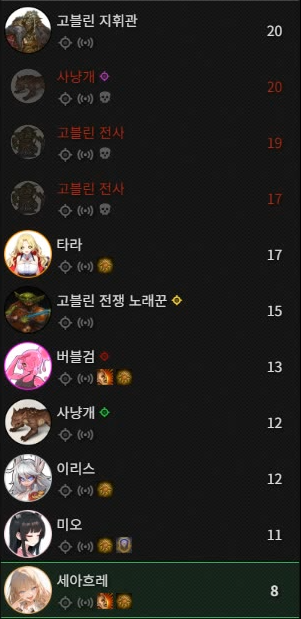 고블린 지휘관
20
사냥개
20
고블린 전사
19
고블린 전사
17
타라
17
고블린 전쟁 노래꾼
15
버블검
13
사냥개
12
이리스
12
미오
11
세아흐레
8